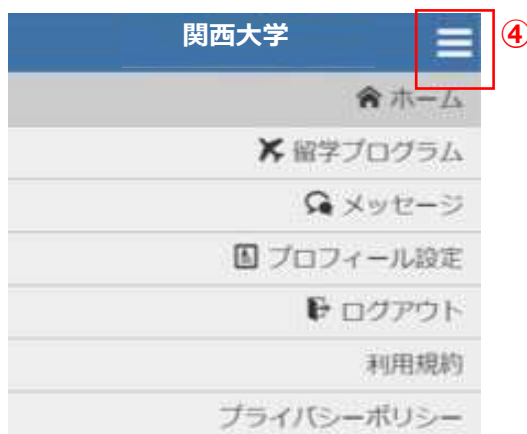 関西大学
④
ホーム
留学プログラム
メッセージ
プロフィール設定
ログアウト
利用規約
プライバシーポリシー